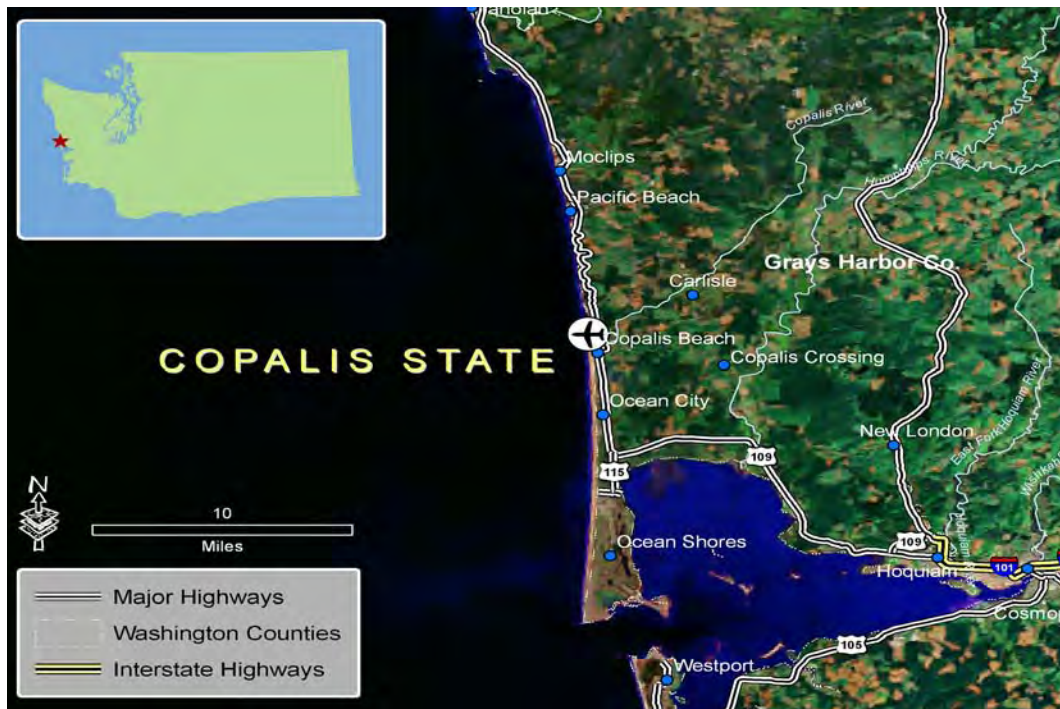 Copalis River
Humptulips River
Moclips
Pacific Beach
Grays Harbor Co.
Carlisle
COPALIS STATE
Copalis Beach
Copalis Crossing
Ocean City
New London
East Fork Hoquiam River
115
109
N
10
Miles
Ocean Shores
109
Hoquiam
Hoquiam River
101
Major Highways
Washington Counties
Interstate Highways
105
Westport